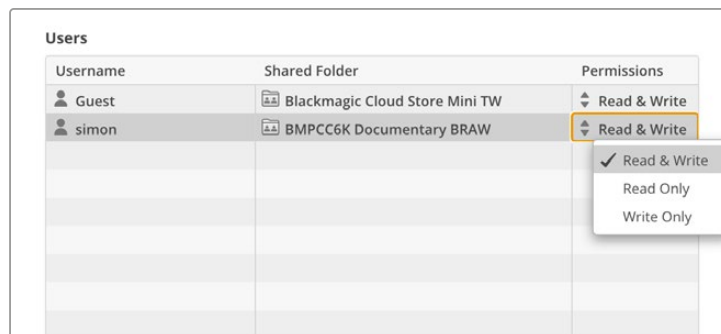 Users
Username Shared Folder Permissions
Guest Blackmagic Cloud Store Mini TW Read & Write
simon BMPCC6K Documentary BRAW Read & Write
Read & Write
Read Only
Write Only